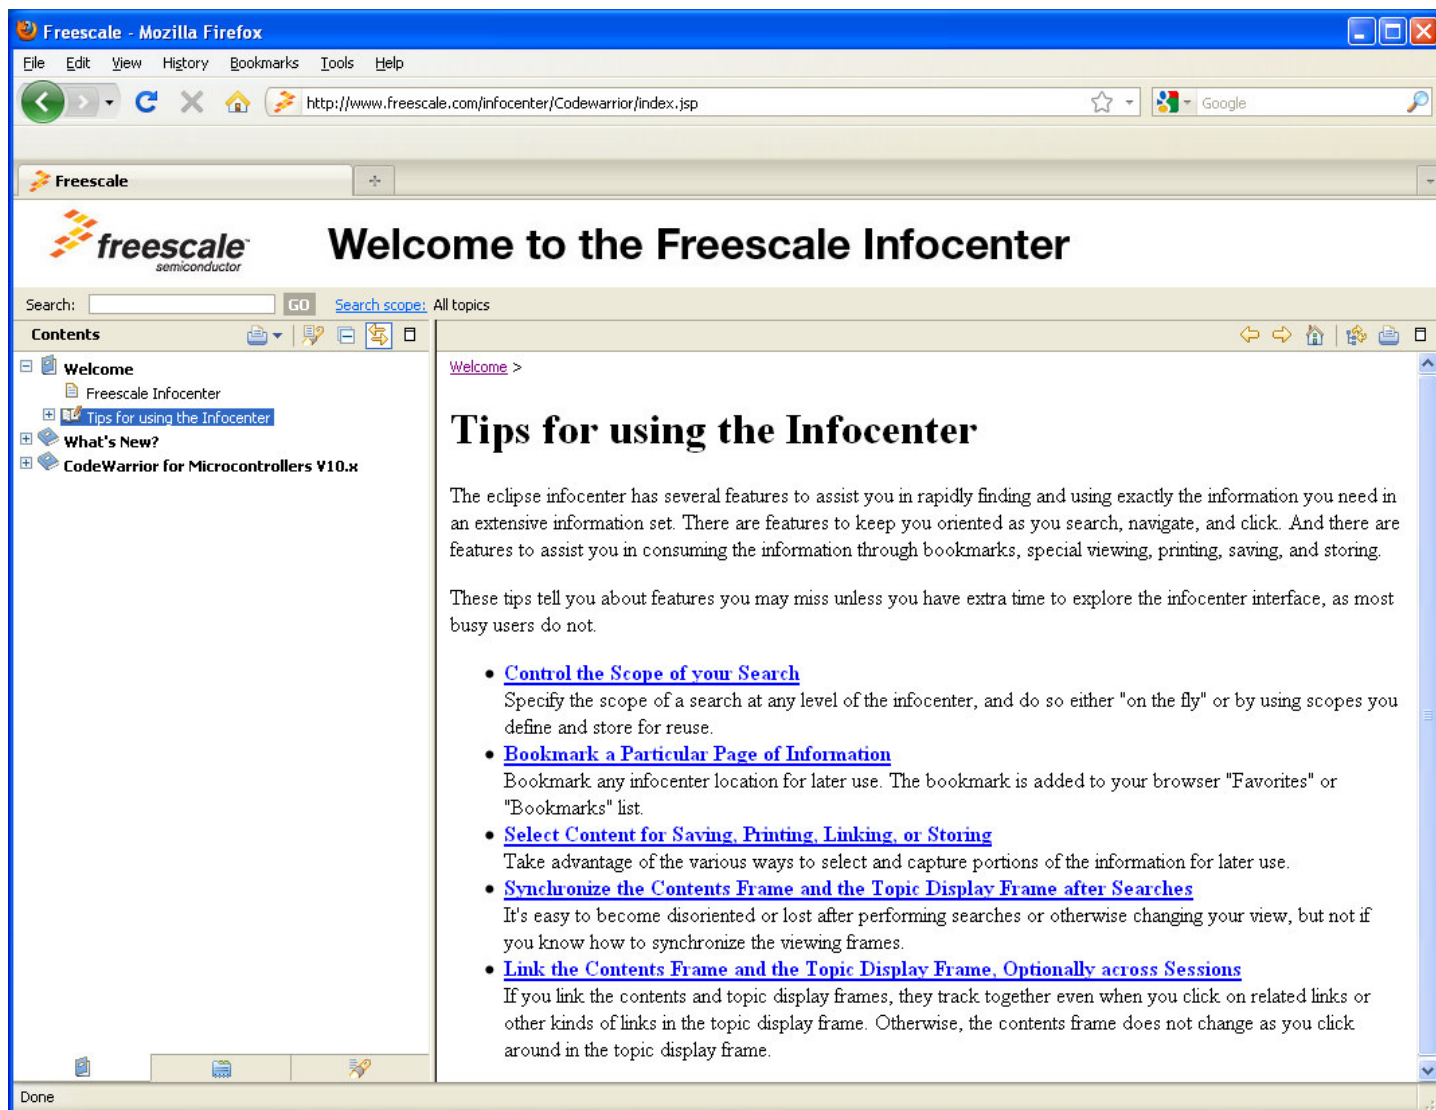 Freescale - Mozilla Firefox
File Edit View History Bookmarks Tools Help
http://www.freescale.com/infocenter/Codewarrior/index.jsp
Google
Freescale
freescale
semiconductor
Welcome to the Freescale Infocenter
Search: GO Search scope: All topics
Contents
Welcome
Freescale Infocenter
Tips for using the Infocenter
What's New?
CodeWarrior for Microcontrollers V10.x
Welcome >
Tips for using the Infocenter
The eclipse infocenter has several features to assist you in rapidly finding and using exactly the information you need in
an extensive information set. There are features to keep you oriented as you search, navigate, and click. And there are
features to assist you in consuming the information through bookmarks, special viewing, printing, saving, and storing.
These tips tell you about features you may miss unless you have extra time to explore the infocenter interface, as most
busy users do not.
• Control the Scope of your Search
Specify the scope of a search at any level of the infocenter, and do so either "on the fly" or by using scopes you
define and store for reuse.
• Bookmark a Particular Page of Information
Bookmark any infocenter location for later use. The bookmark is added to your browser "Favorites" or
"Bookmarks" list.
• Select Content for Saving, Printing, Linking, or Storing
Take advantage of the various ways to select and capture portions of the information for later use.
• Synchronize the Contents Frame and the Topic Display Frame after Searches
It's easy to become disoriented or lost after performing searches or otherwise changing your view, but not if
you know how to synchronize the viewing frames.
• Link the Contents Frame and the Topic Display Frame, Optionally across Sessions
If you link the contents and topic display frames, they track together even when you click on related links or
other kinds of links in the topic display frame. Otherwise, the contents frame does not change as you click
around in the topic display frame.
Done